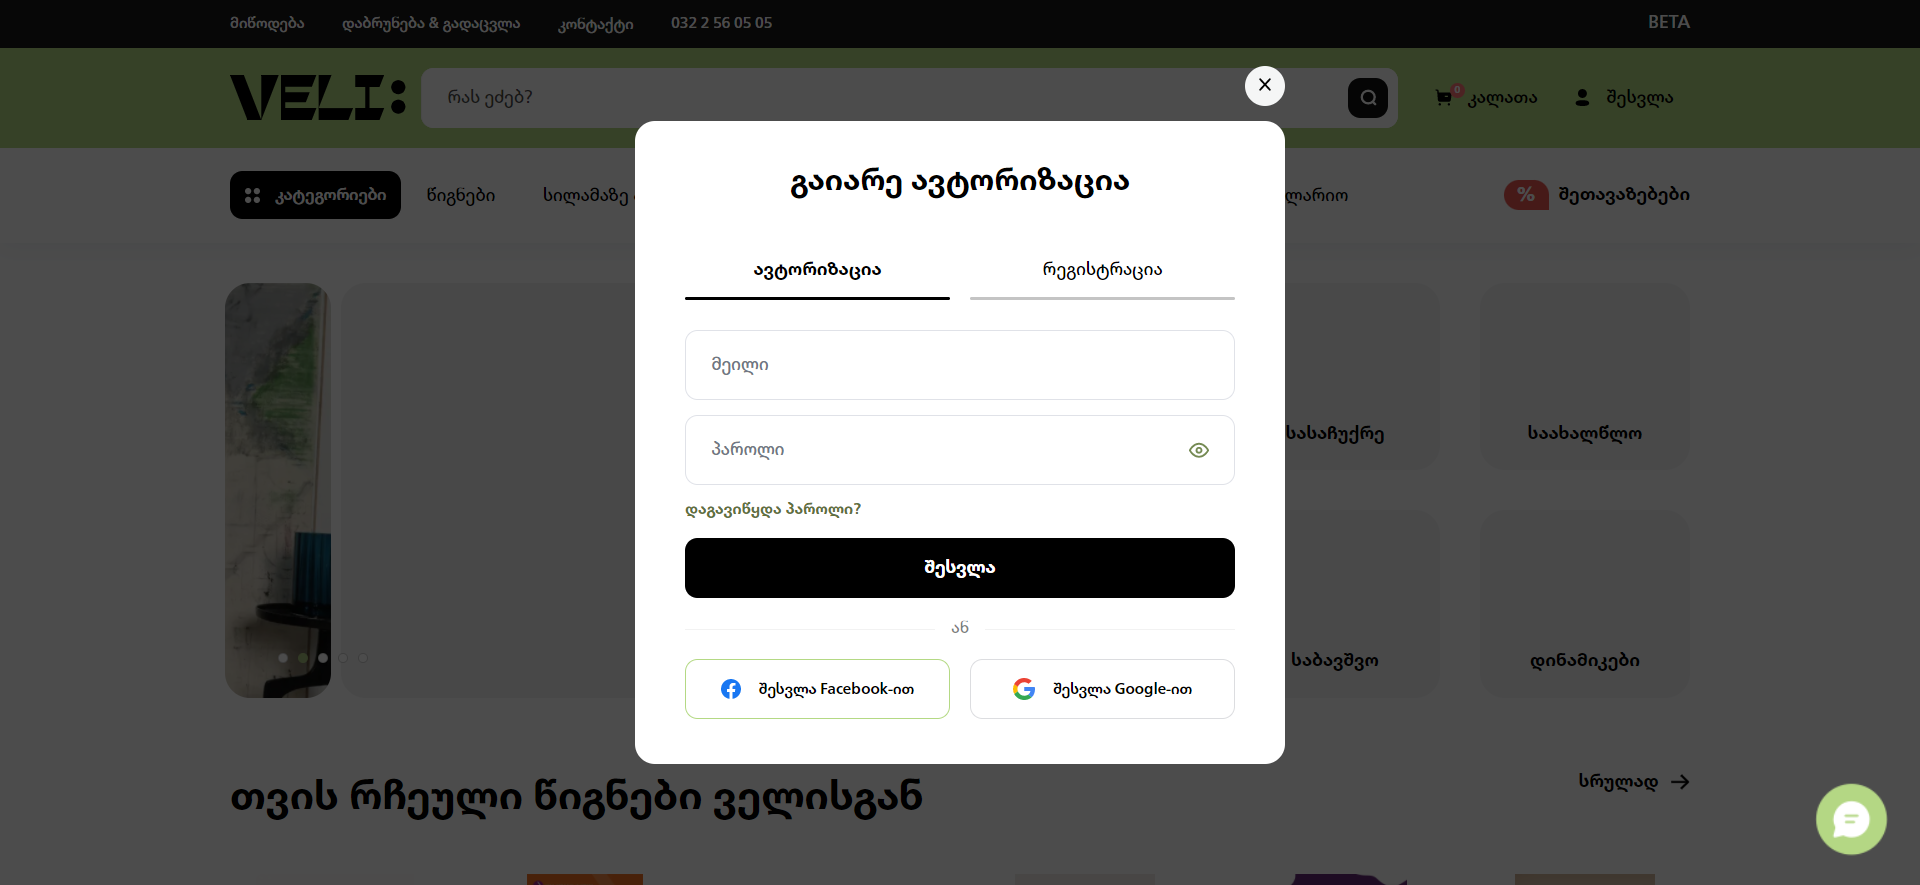 მიწოდება დაბრუნება & გადაცვლა კონტაქტი 032 2 56 05 05 BETA
VELI:
რას ეძებ?
0 კალათა შესვლა
კატეგორიები წიგნები სილამაზე ლარიო % შეთავაზებები
გაიარე ავტორიზაცია
ავტორიზაცია რეგისტრაცია
მეილი
პაროლი
დაგავიწყდა პაროლი?
შესვლა
ან
შესვლა Facebook-ით შესვლა Google-ით
სასაჩუქრე საახალწლო
საბავშვო დინამიკები
თვის რჩეული წიგნები ველისგან სრულად